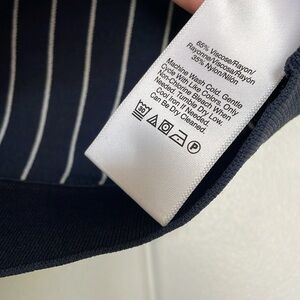 65% Viscose/Rayon/
Rayonne/Viscosa/Rayon
35% Nylon/Nilon
Machine Wash Cold, Gentle
Cycle With Like Colors. Only
Non-Chlorine Bleach When
Needed. Tumble Dry Low.
Cool Iron If Needed.
Can Be Dry Cleaned.
30
P